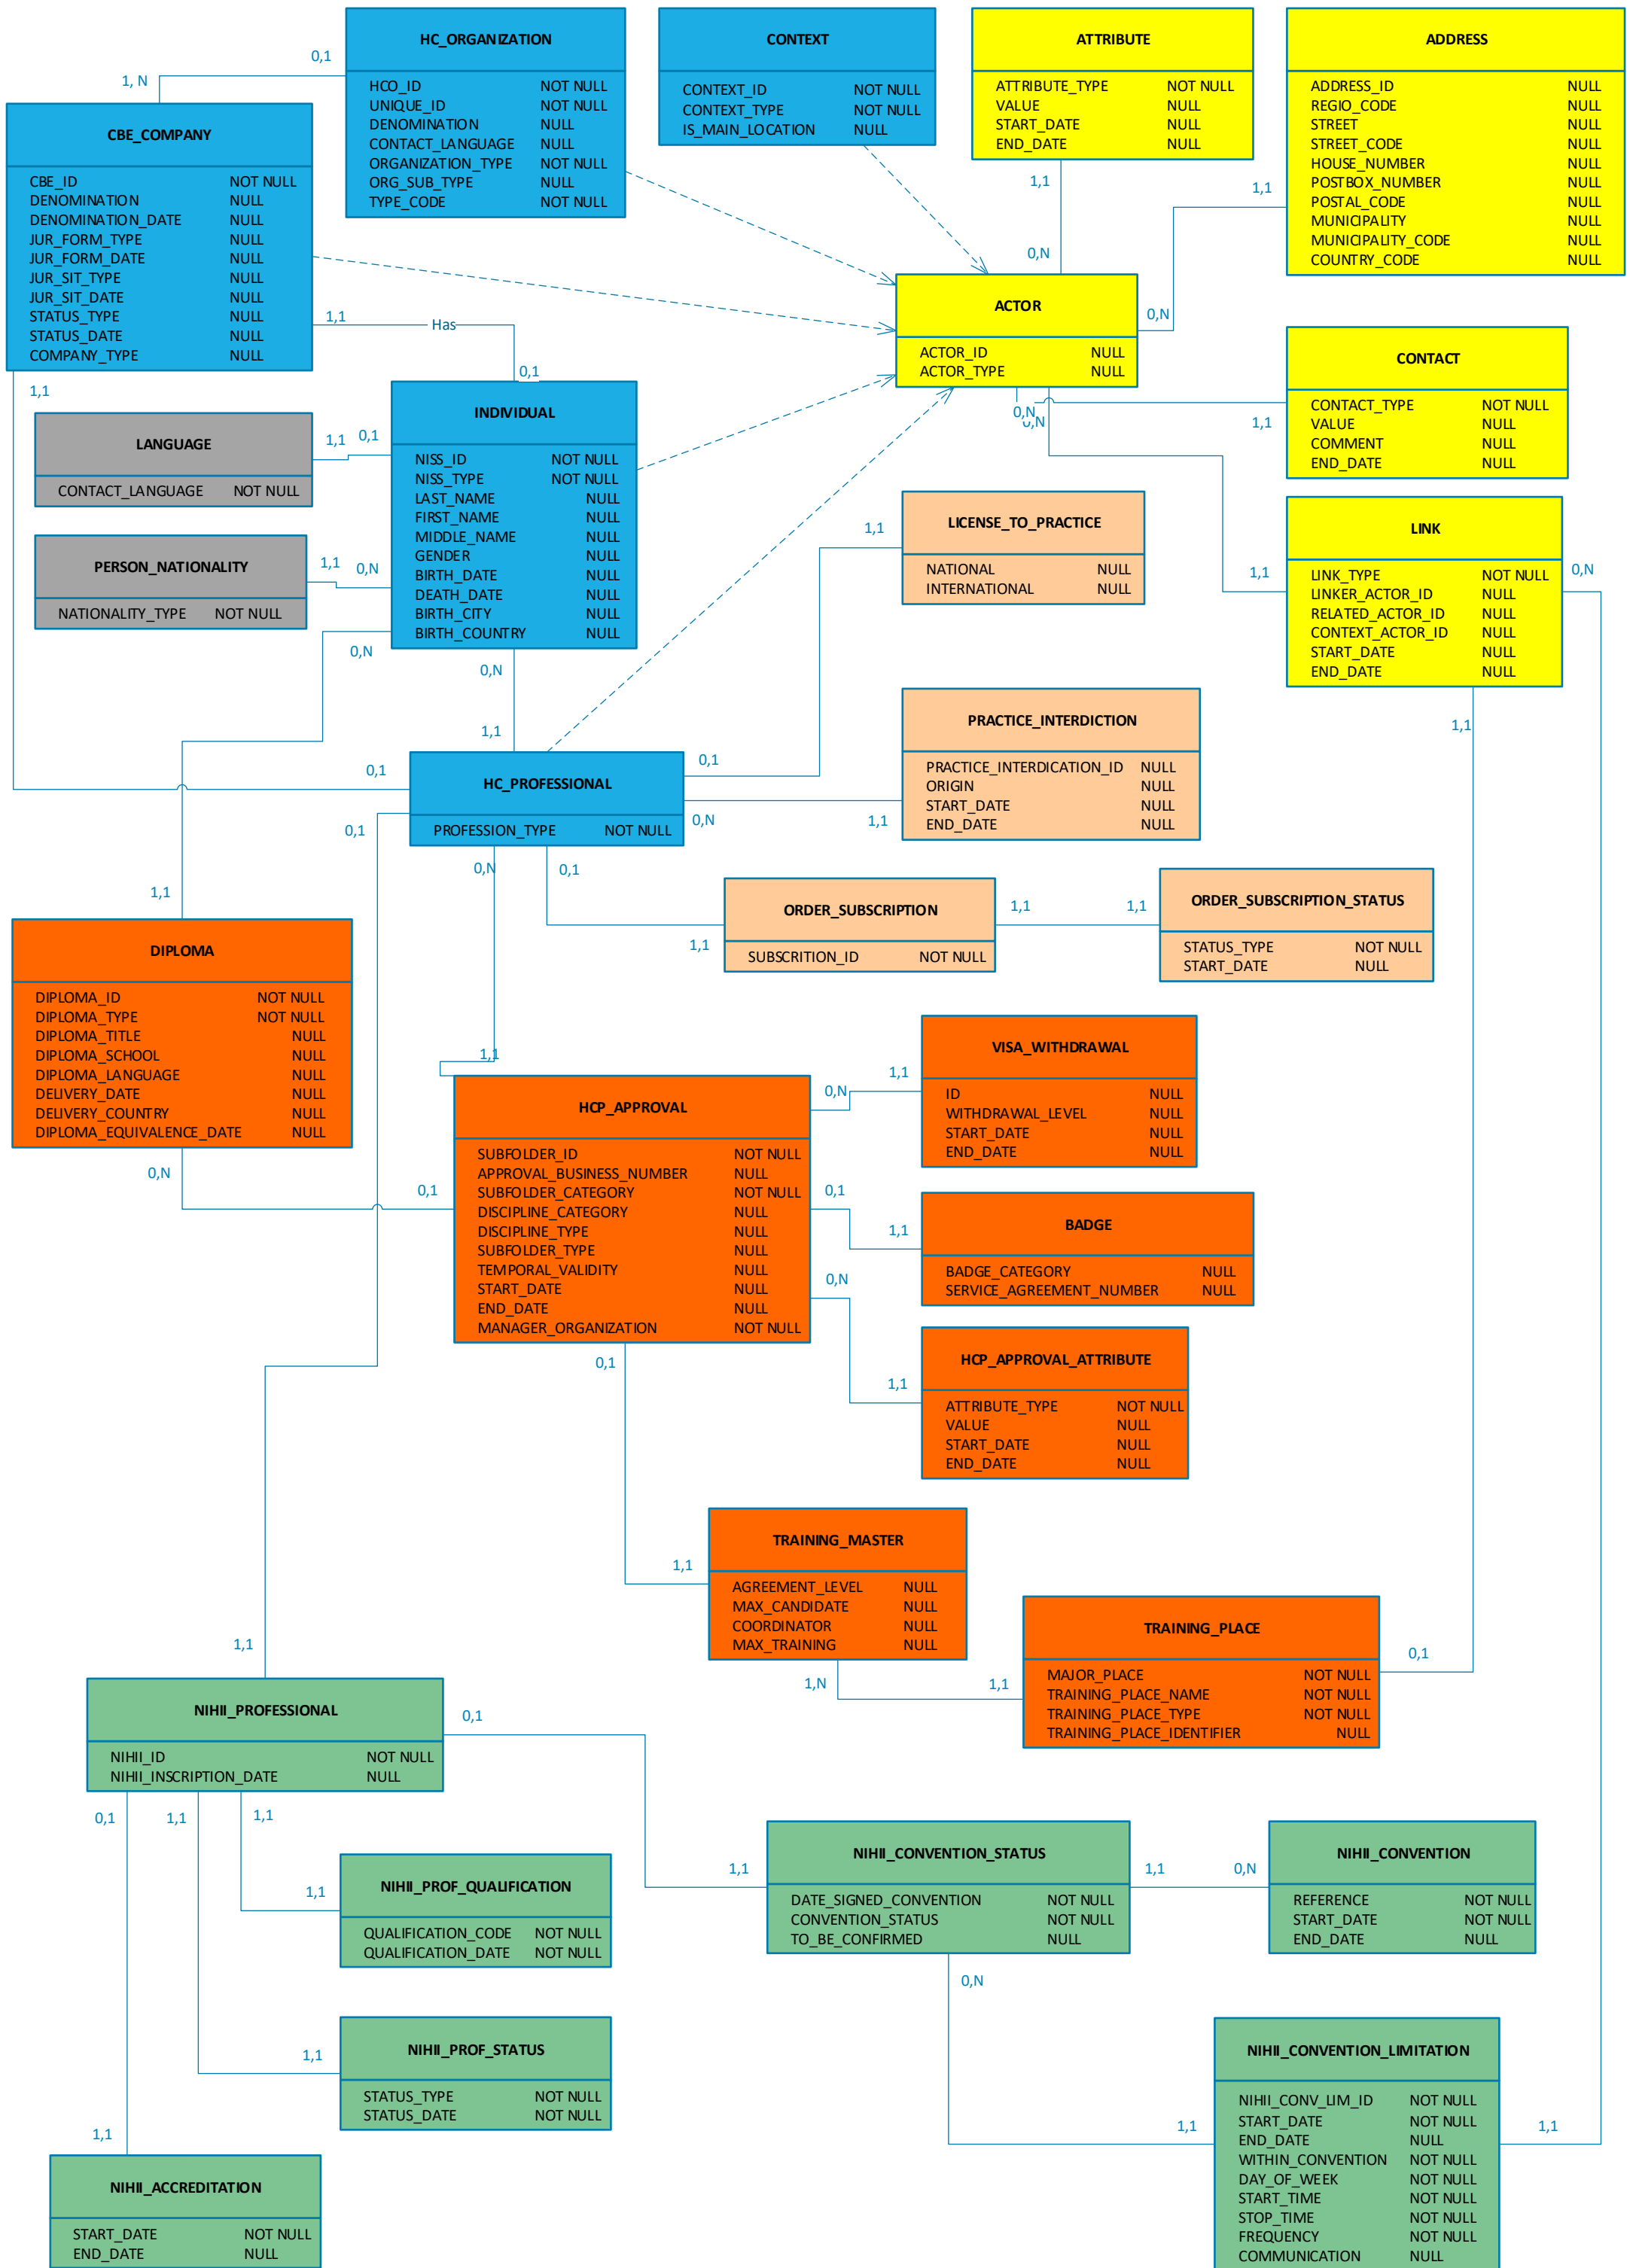 HC_ORGANIZATION
HCO_ID NOT NULL
UNIQUE_ID NOT NULL
DENOMINATION NULL
CONTACT_LANGUAGE NULL
ORGANIZATION_TYPE NOT NULL
ORG_SUB_TYPE NULL
TYPE_CODE NOT NULL
CONTEXT
CONTEXT_ID NOT NULL
CONTEXT_TYPE NOT NULL
IS_MAIN_LOCATION NULL
ATTRIBUTE
ATTRIBUTE_TYPE NOT NULL
VALUE NULL
START_DATE NULL
END_DATE NULL
ADDRESS
ADDRESS_ID NULL
REGIO_CODE NULL
STREET NULL
STREET_CODE NULL
HOUSE_NUMBER NULL
POSTBOX_NUMBER NULL
POSTAL_CODE NULL
MUNICIPALITY NULL
MUNICIPALITY_CODE NULL
COUNTRY_CODE NULL
0,1
1, N
CBE_COMPANY
CBE_ID NOT NULL
DENOMINATION NULL
DENOMINATION_DATE NULL
JUR_FORM_TYPE NULL
JUR_FORM_DATE NULL
JUR_SIT_TYPE NULL
JUR_SIT_DATE NULL
STATUS_TYPE NULL
STATUS_DATE NULL
COMPANY_TYPE NULL
1,1
1,1
0,N
ACTOR
ACTOR_ID NULL
ACTOR_TYPE NULL
0,N
1,1
Has
0,1
1,1
CONTACT
CONTACT_TYPE NOT NULL
VALUE NULL
COMMENT NULL
END_DATE NULL
0,N
0,N
1,1
INDIVIDUAL
NISS_ID NOT NULL
NISS_TYPE NOT NULL
LAST_NAME NULL
FIRST_NAME NULL
MIDDLE_NAME NULL
GENDER NULL
BIRTH_DATE NULL
DEATH_DATE NULL
BIRTH_CITY NULL
BIRTH_COUNTRY NULL
LANGUAGE
CONTACT_LANGUAGE NOT NULL
1,1 0,1
PERSON_NATIONALITY
NATIONALITY_TYPE NOT NULL
1,1 0,N
LICENSE_TO_PRACTICE
NATIONAL NULL
INTERNATIONAL NULL
1,1
LINK
LINK_TYPE NOT NULL
LINKER_ACTOR_ID NULL
RELATED_ACTOR_ID NULL
CONTEXT_ACTOR_ID NULL
START_DATE NULL
END_DATE NULL
1,1
0,N
1,1
0,N
0,N
1,1
PRACTICE_INTERDICTION
PRACTICE_INTERDICATION_ID NULL
ORIGIN NULL
START_DATE NULL
END_DATE NULL
HC_PROFESSIONAL
PROFESSION_TYPE NOT NULL
0,1
0,1
0,1
0,N
1,1
0,N
0,1
1,1
ORDER_SUBSCRIPTION
SUBSCRITION_ID NOT NULL
1,1
1,1
1,1
ORDER_SUBSCRIPTION_STATUS
STATUS_TYPE NOT NULL
START_DATE NULL
DIPLOMA
DIPLOMA_ID NOT NULL
DIPLOMA_TYPE NOT NULL
DIPLOMA_TITLE NULL
DIPLOMA_SCHOOL NULL
DIPLOMA_LANGUAGE NULL
DELIVERY_DATE NULL
DELIVERY_COUNTRY NULL
DIPLOMA_EQUIVALENCE_DATE NULL
1,1
0,N
0,1
HCP_APPROVAL
SUBFOLDER_ID NOT NULL
APPROVAL_BUSINESS_NUMBER NULL
SUBFOLDER_CATEGORY NOT NULL
DISCIPLINE_CATEGORY NULL
DISCIPLINE_TYPE NULL
SUBFOLDER_TYPE NULL
TEMPORAL_VALIDITY NULL
START_DATE NULL
END_DATE NULL
MANAGER_ORGANIZATION NOT NULL
0,N
1,1
VISA_WITHDRAWAL
ID NULL
WITHDRAWAL_LEVEL NULL
START_DATE NULL
END_DATE NULL
0,1
1,1
BADGE
BADGE_CATEGORY NULL
SERVICE_AGREEMENT_NUMBER NULL
0,N
1,1
HCP_APPROVAL_ATTRIBUTE
ATTRIBUTE_TYPE NOT NULL
VALUE NULL
START_DATE NULL
END_DATE NULL
0,1
1,1
TRAINING_MASTER
AGREEMENT_LEVEL NULL
MAX_CANDIDATE NULL
COORDINATOR NULL
MAX_TRAINING NULL
1,N
1,1
TRAINING_PLACE
MAJOR_PLACE NOT NULL
TRAINING_PLACE_NAME NOT NULL
TRAINING_PLACE_TYPE NOT NULL
TRAINING_PLACE_IDENTIFIER NULL
0,1
1,1
NIHII_PROFESSIONAL
NIHII_ID NOT NULL
NIHII_INSCRIPTION_DATE NULL
0,1
0,1
1,1
1,1
1,1
NIHII_PROF_QUALIFICATION
QUALIFICATION_CODE NOT NULL
QUALIFICATION_DATE NOT NULL
1,1
NIHII_CONVENTION_STATUS
DATE_SIGNED_CONVENTION NOT NULL
CONVENTION_STATUS NOT NULL
TO_BE_CONFIRMED NULL
1,1
0,N
NIHII_CONVENTION
REFERENCE NOT NULL
START_DATE NOT NULL
END_DATE NULL
0,N
1,1
NIHII_PROF_STATUS
STATUS_TYPE NOT NULL
STATUS_DATE NOT NULL
1,1
NIHII_ACCREDITATION
START_DATE NOT NULL
END_DATE NULL
1,1
NIHII_CONVENTION_LIMITATION
NIHII_CONV_LIM_ID NOT NULL
START_DATE NOT NULL
END_DATE NULL
WITHIN_CONVENTION NOT NULL
DAY_OF_WEEK NOT NULL
START_TIME NOT NULL
STOP_TIME NOT NULL
FREQUENCY NOT NULL
COMMUNICATION NULL
1,1